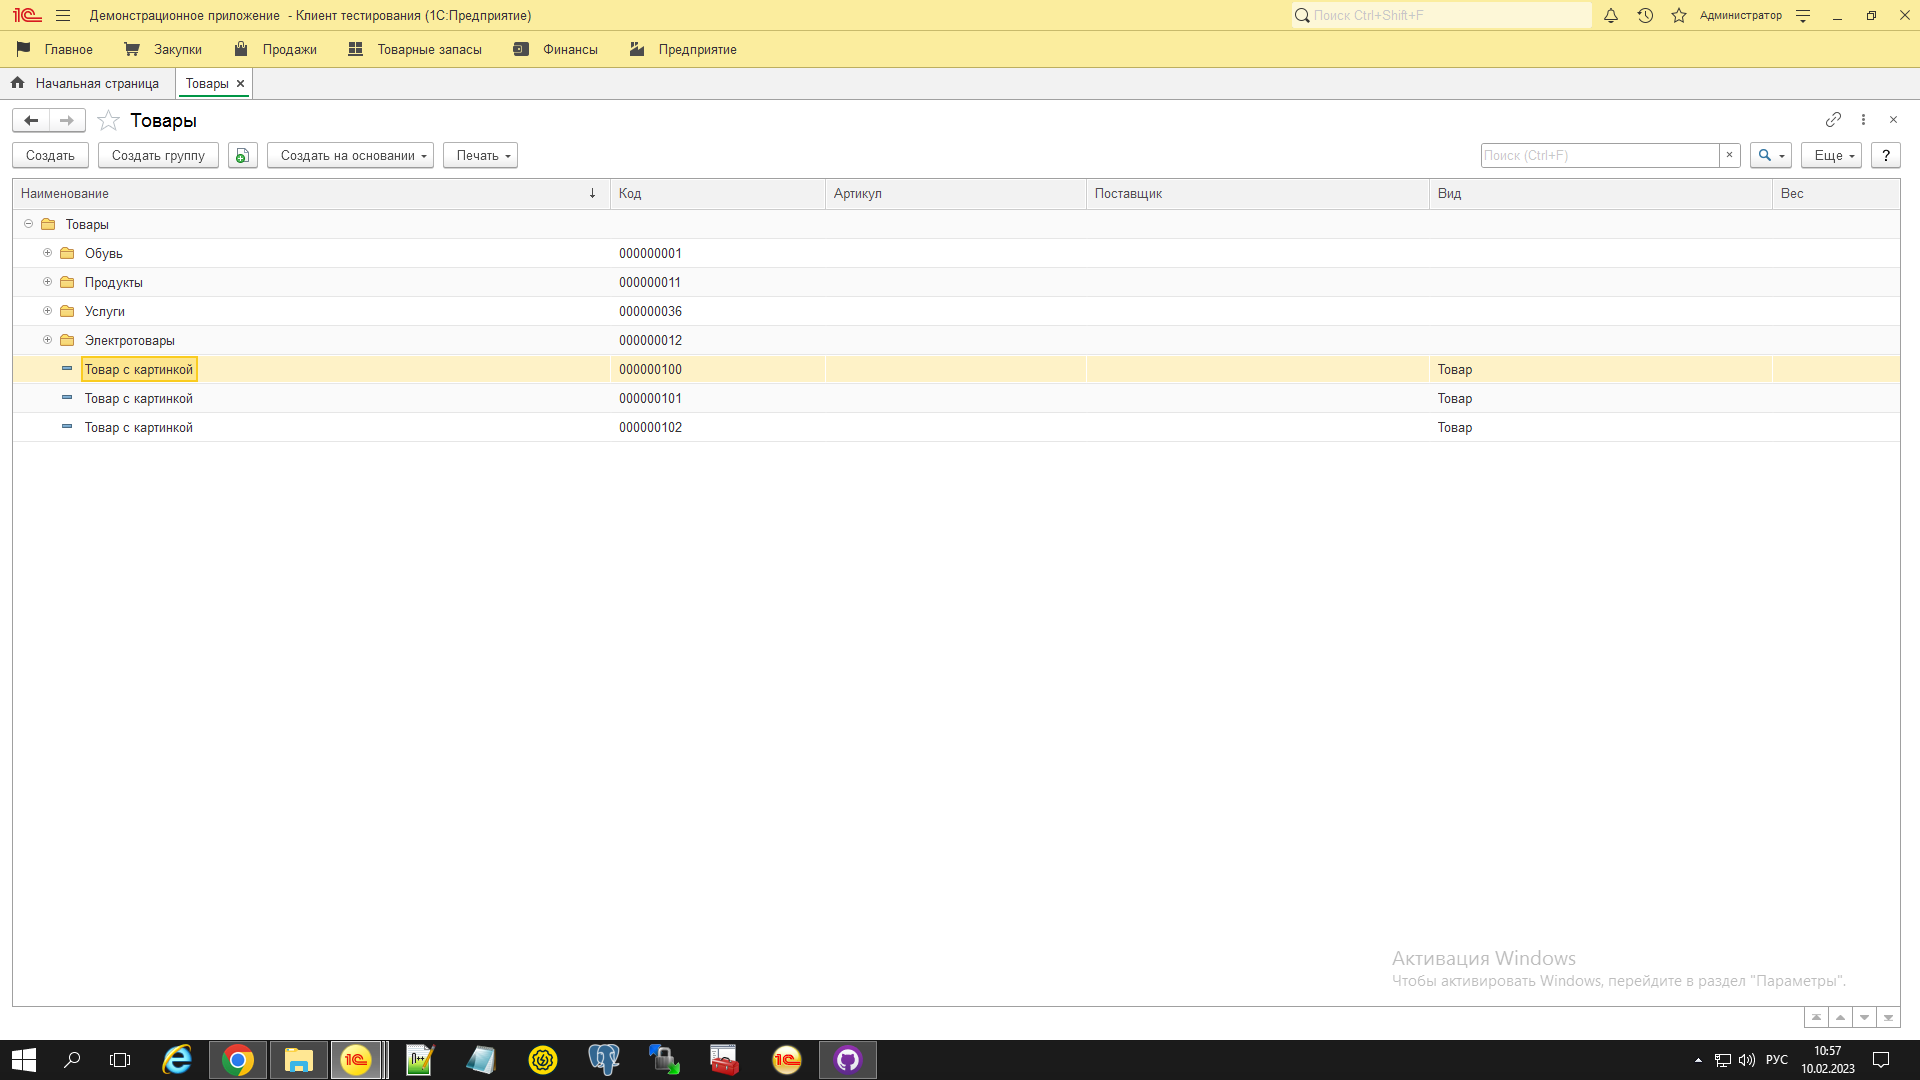 Демонстрационное приложение - Клиент тестирования (1С:Предприятие)
Поиск Ctrl+Shift+F
Администратор
Главное Закупки Продажи Товарные запасы Финансы Предприятие
Начальная страница Товары
Товары
Создать Создать группу Создать на основании Печать Поиск (Ctrl+F) × Еще ?
Наименование ↓ Код Артикул Поставщик Вид Вес
Товары
Обувь 000000001
Продукты 000000011
Услуги 000000036
Электротовары 000000012
Товар с картинкой 000000100 Товар
Товар с картинкой 000000101 Товар
Товар с картинкой 000000102 Товар
Активация Windows
Чтобы активировать Windows, перейдите в раздел "Параметры".
РУС
10:57
10.02.2023